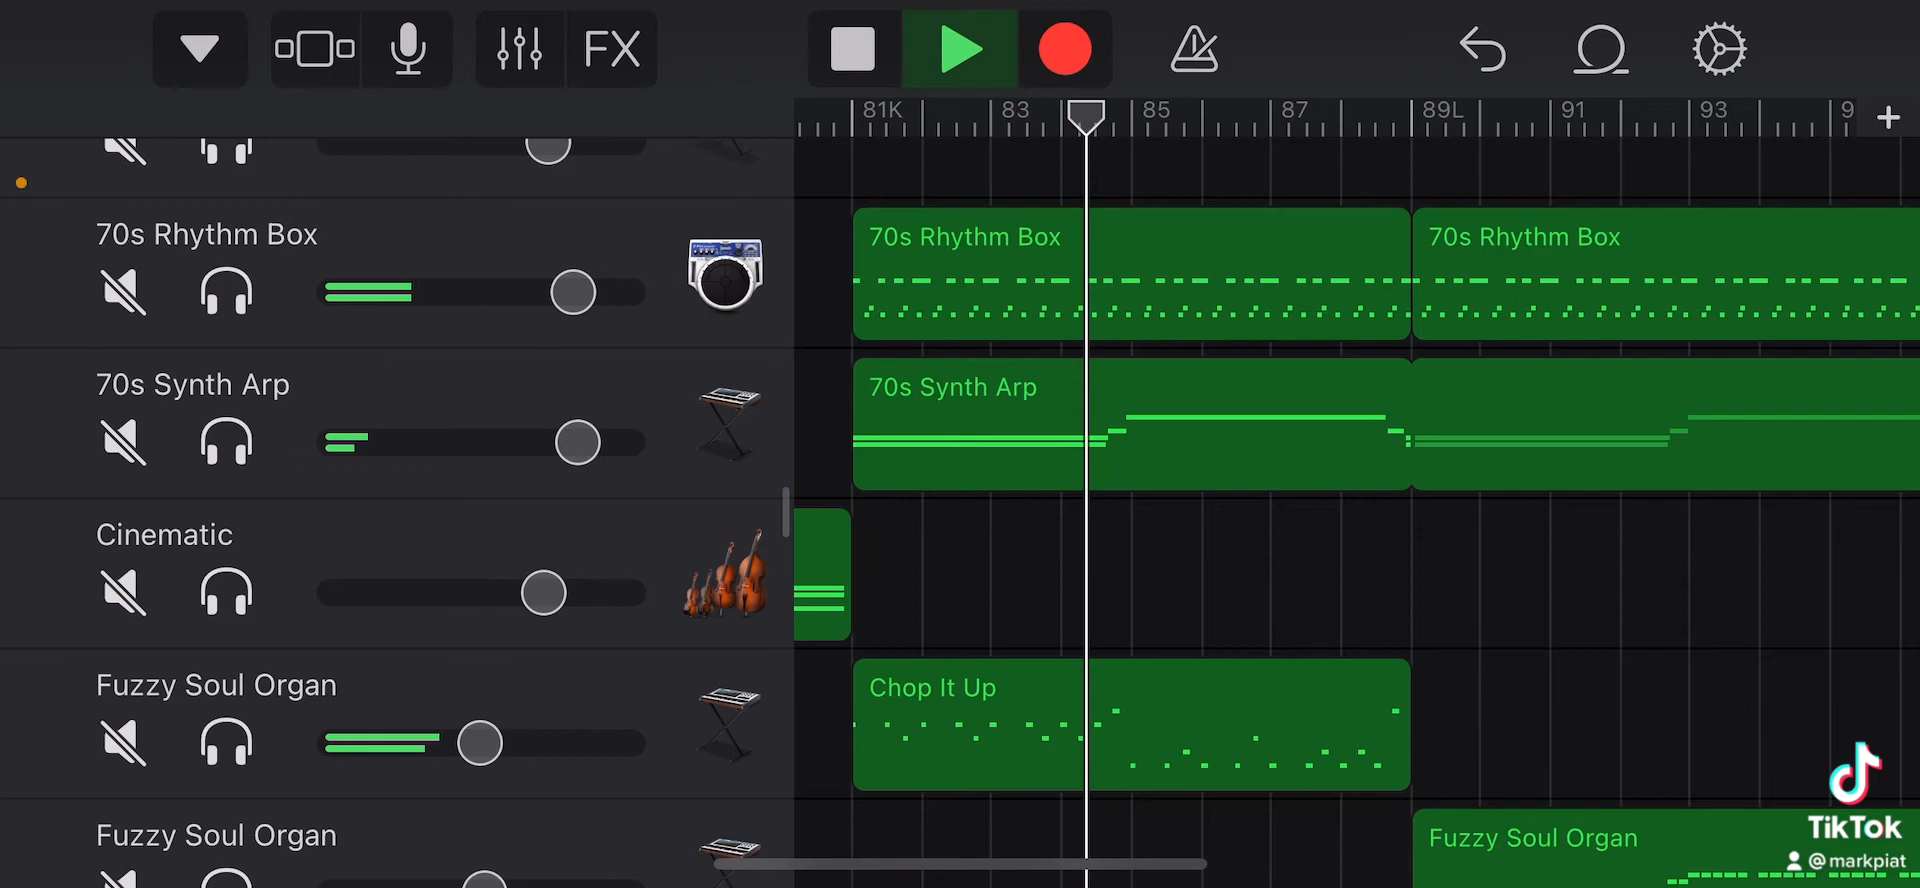 FX
81K 83 85 87 89L 91 93 9
70s Rhythm Box
70s Rhythm Box
70s Rhythm Box
70s Synth Arp
70s Synth Arp
Cinematic
Fuzzy Soul Organ
Chop It Up
Fuzzy Soul Organ
Fuzzy Soul Organ
TikTok
@markpiat